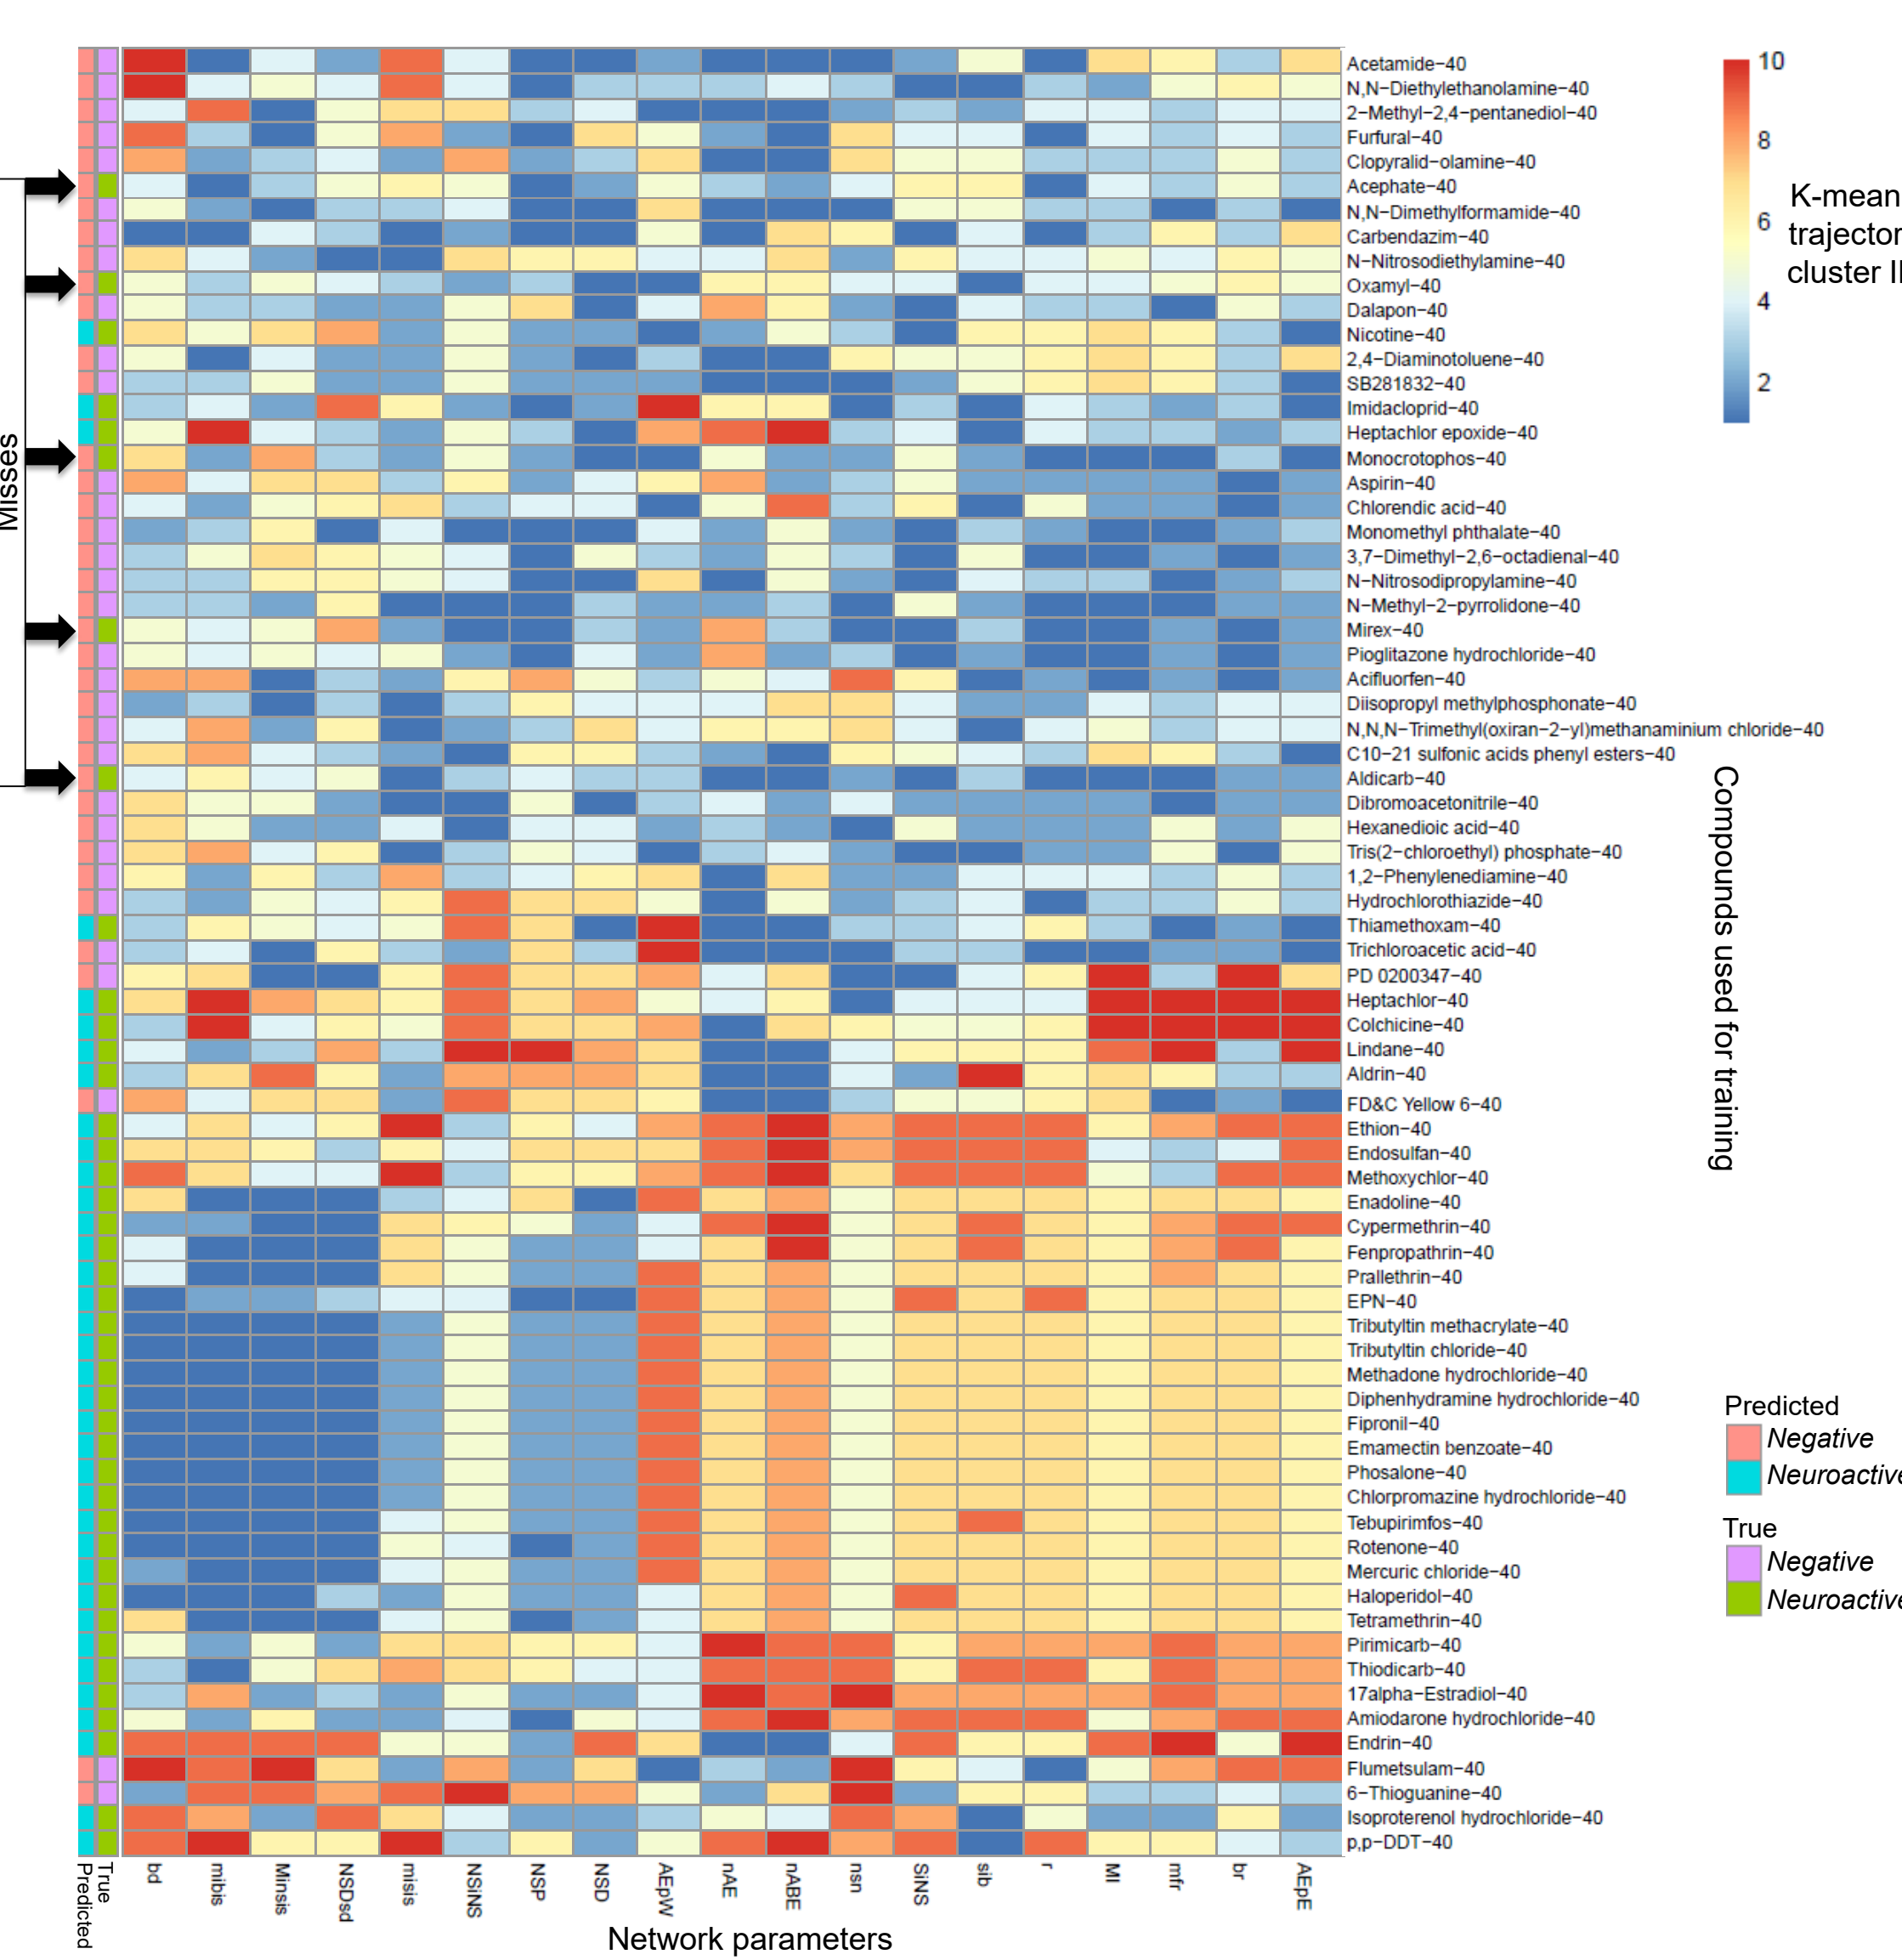 Misses
Acetamide−40
N,N−Diethylethanolamine−40
2−Methyl−2,4−pentanediol−40
Furfural−40
Clopyralid−olamine−40
Acephate−40
N,N−Dimethylformamide−40
Carbendazim−40
N−Nitrosodiethylamine−40
Oxamyl−40
Dalapon−40
Nicotine−40
2,4−Diaminotoluene−40
SB281832−40
Imidacloprid−40
Heptachlor epoxide−40
Monocrotophos−40
Aspirin−40
Chlorendic acid−40
Monomethyl phthalate−40
3,7−Dimethyl−2,6−octadienal−40
N−Nitrosodipropylamine−40
N−Methyl−2−pyrrolidone−40
Mirex−40
Pioglitazone hydrochloride−40
Acifluorfen−40
Diisopropyl methylphosphonate−40
N,N,N−Trimethyl(oxiran−2−yl)methanaminium chloride−40
C10−21 sulfonic acids phenyl esters−40
Aldicarb−40
Dibromoacetonitrile−40
Hexanedioic acid−40
Tris(2−chloroethyl) phosphate−40
1,2−Phenylenediamine−40
Hydrochlorothiazide−40
Thiamethoxam−40
Trichloroacetic acid−40
PD 0200347−40
Heptachlor−40
Colchicine−40
Lindane−40
Aldrin−40
FD&C Yellow 6−40
Ethion−40
Endosulfan−40
Methoxychlor−40
Enadoline−40
Cypermethrin−40
Fenpropathrin−40
Prallethrin−40
EPN−40
Tributyltin methacrylate−40
Tributyltin chloride−40
Methadone hydrochloride−40
Diphenhydramine hydrochloride−40
Fipronil−40
Emamectin benzoate−40
Phosalone−40
Chlorpromazine hydrochloride−40
Tebupirimfos−40
Rotenone−40
Mercuric chloride−40
Haloperidol−40
Tetramethrin−40
Pirimicarb−40
Thiodicarb−40
17alpha−Estradiol−40
Amiodarone hydrochloride−40
Endrin−40
Flumetsulam−40
6−Thioguanine−40
Isoproterenol hydrochloride−40
p,p−DDT−40
10
8
6
4
2
K-mean
trajector
cluster I
Compounds used for training
Predicted
Negative
Neuroactive
True
Negative
Neuroactive
Predicted
True
bd
mibis
Minsis
NSDsd
misis
NSiNS
NSP
NSD
AEpW
nAE
nABE
nsn
SiNS
sib
r
MI
mfr
br
AEpE
Network parameters